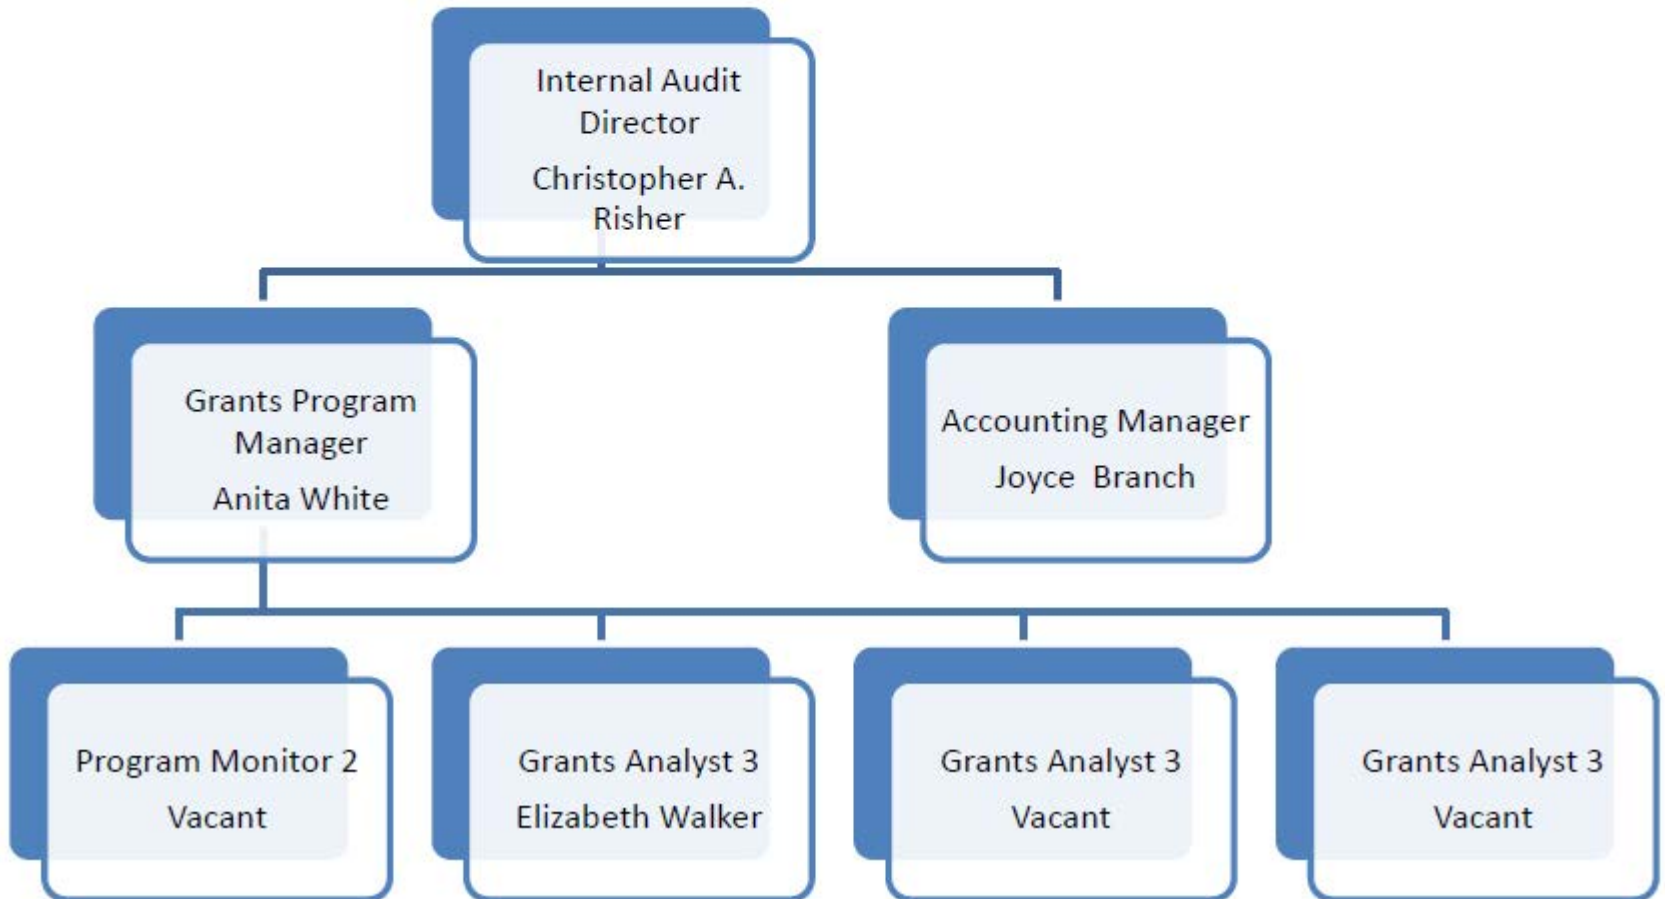 Internal Audit
Director
Christopher A.
Risher
Grants Program
Manager
Anita White
Accounting Manager
Joyce Branch
Program Monitor 2
Vacant
Grants Analyst 3
Elizabeth Walker
Grants Analyst 3
Vacant
Grants Analyst 3
Vacant